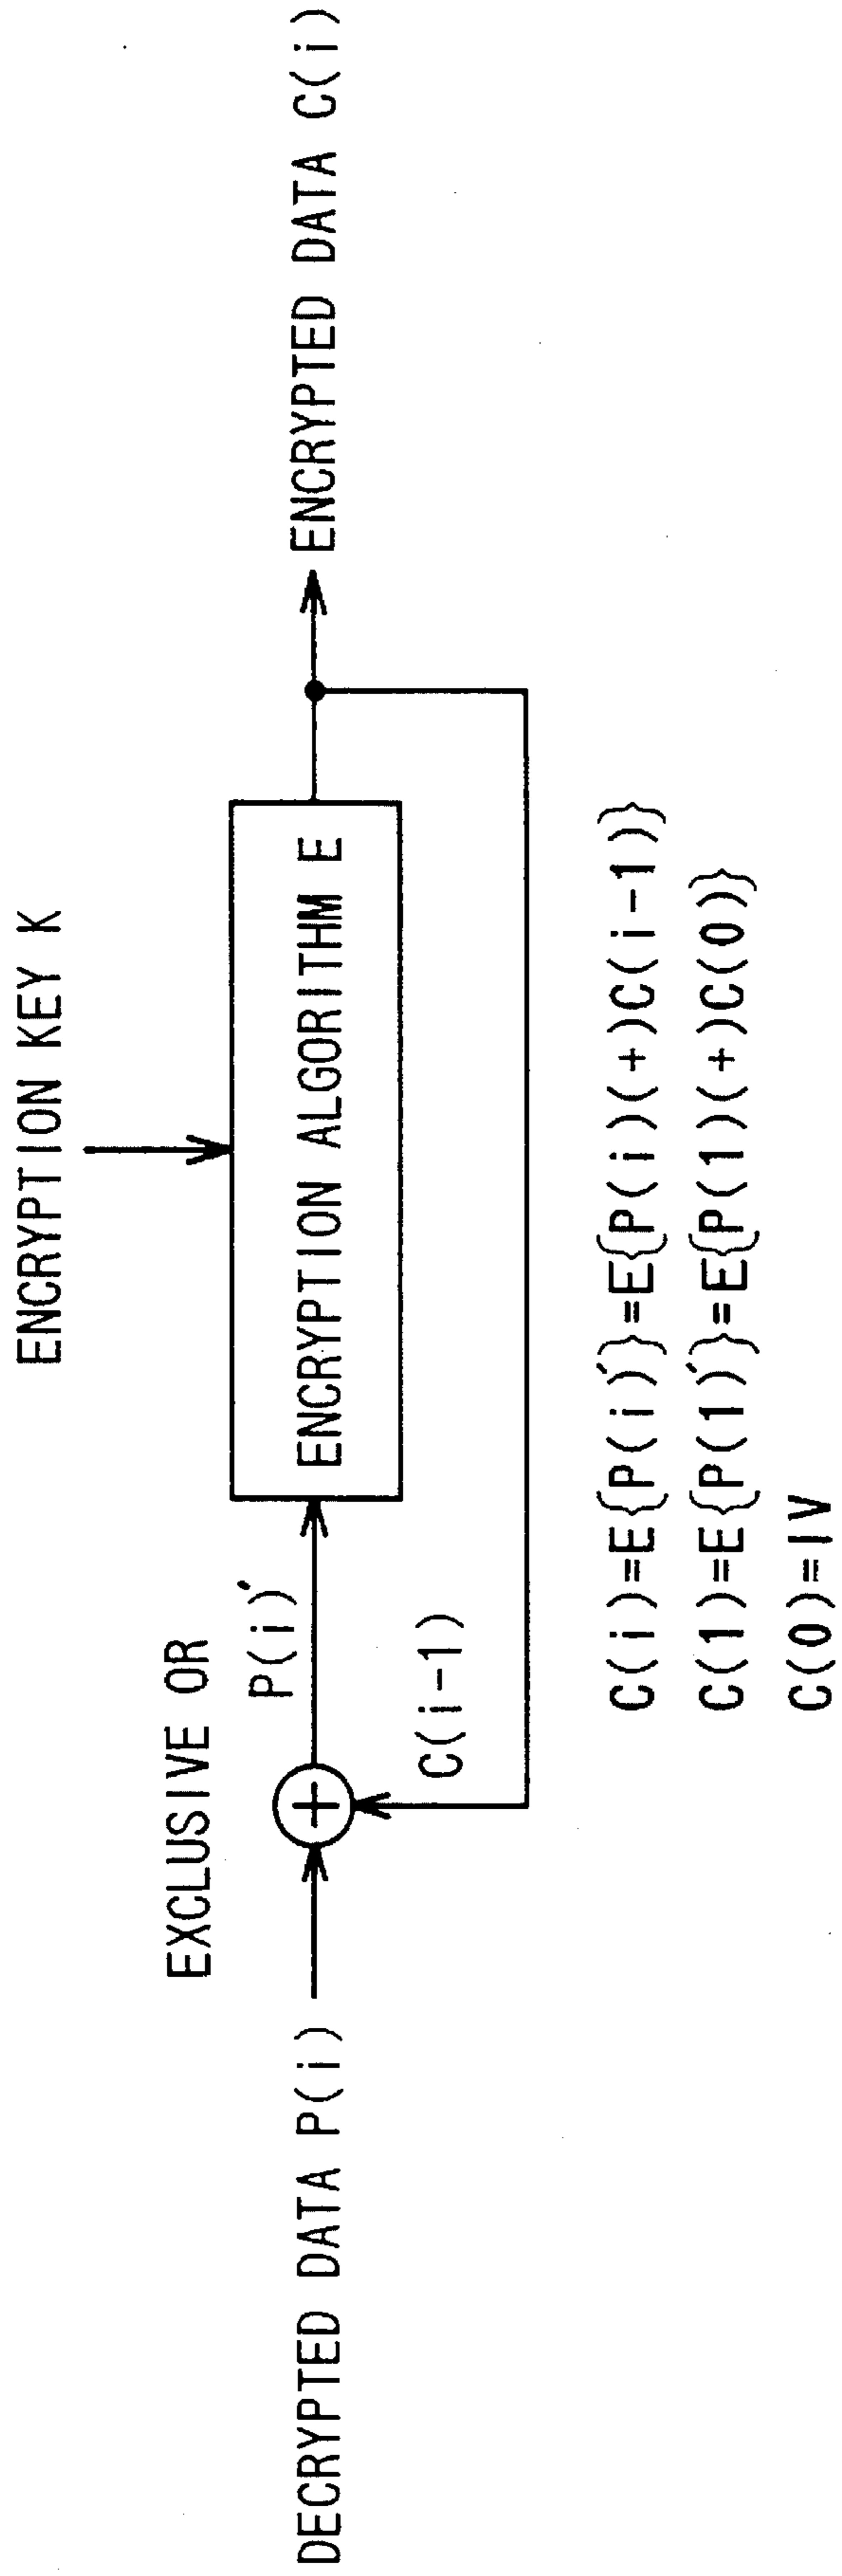 ENCRYPTION KEY K
EXCLUSIVE OR
DECRYPTED DATA P(i)
P(i)́
ENCRYPTION ALGORITHM E
ENCRYPTED DATA C(i)
C(i-1)
C(i)=E{P(i)́}=E{P(i)(+)C(i-1)}
C(1)=E{P(1)́}=E{P(1)(+)C(0)}
C(0)=IV